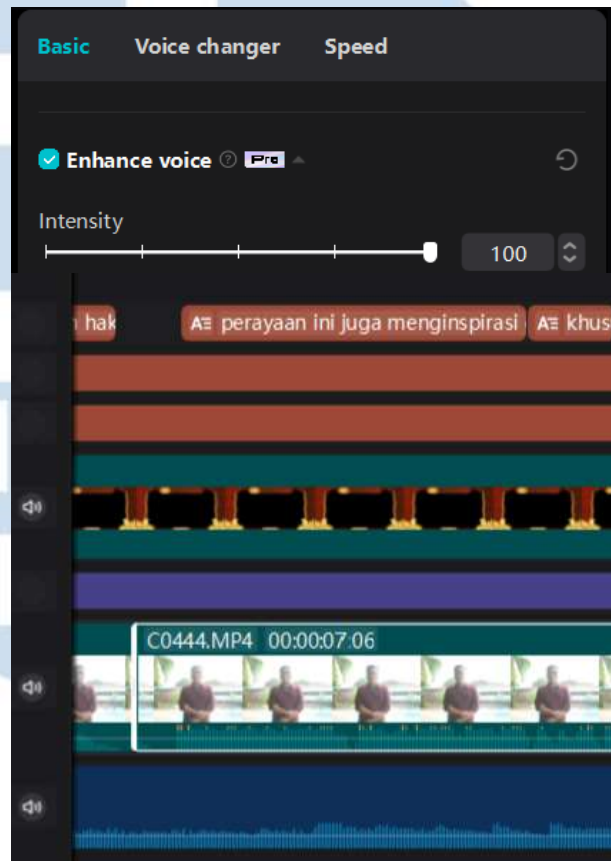 Basic Voice changer Speed
Enhance voice ? Pro
Intensity
100
hak A perayaan ini juga menginspirasi A khus
C0444.MP4 00:00:07:06